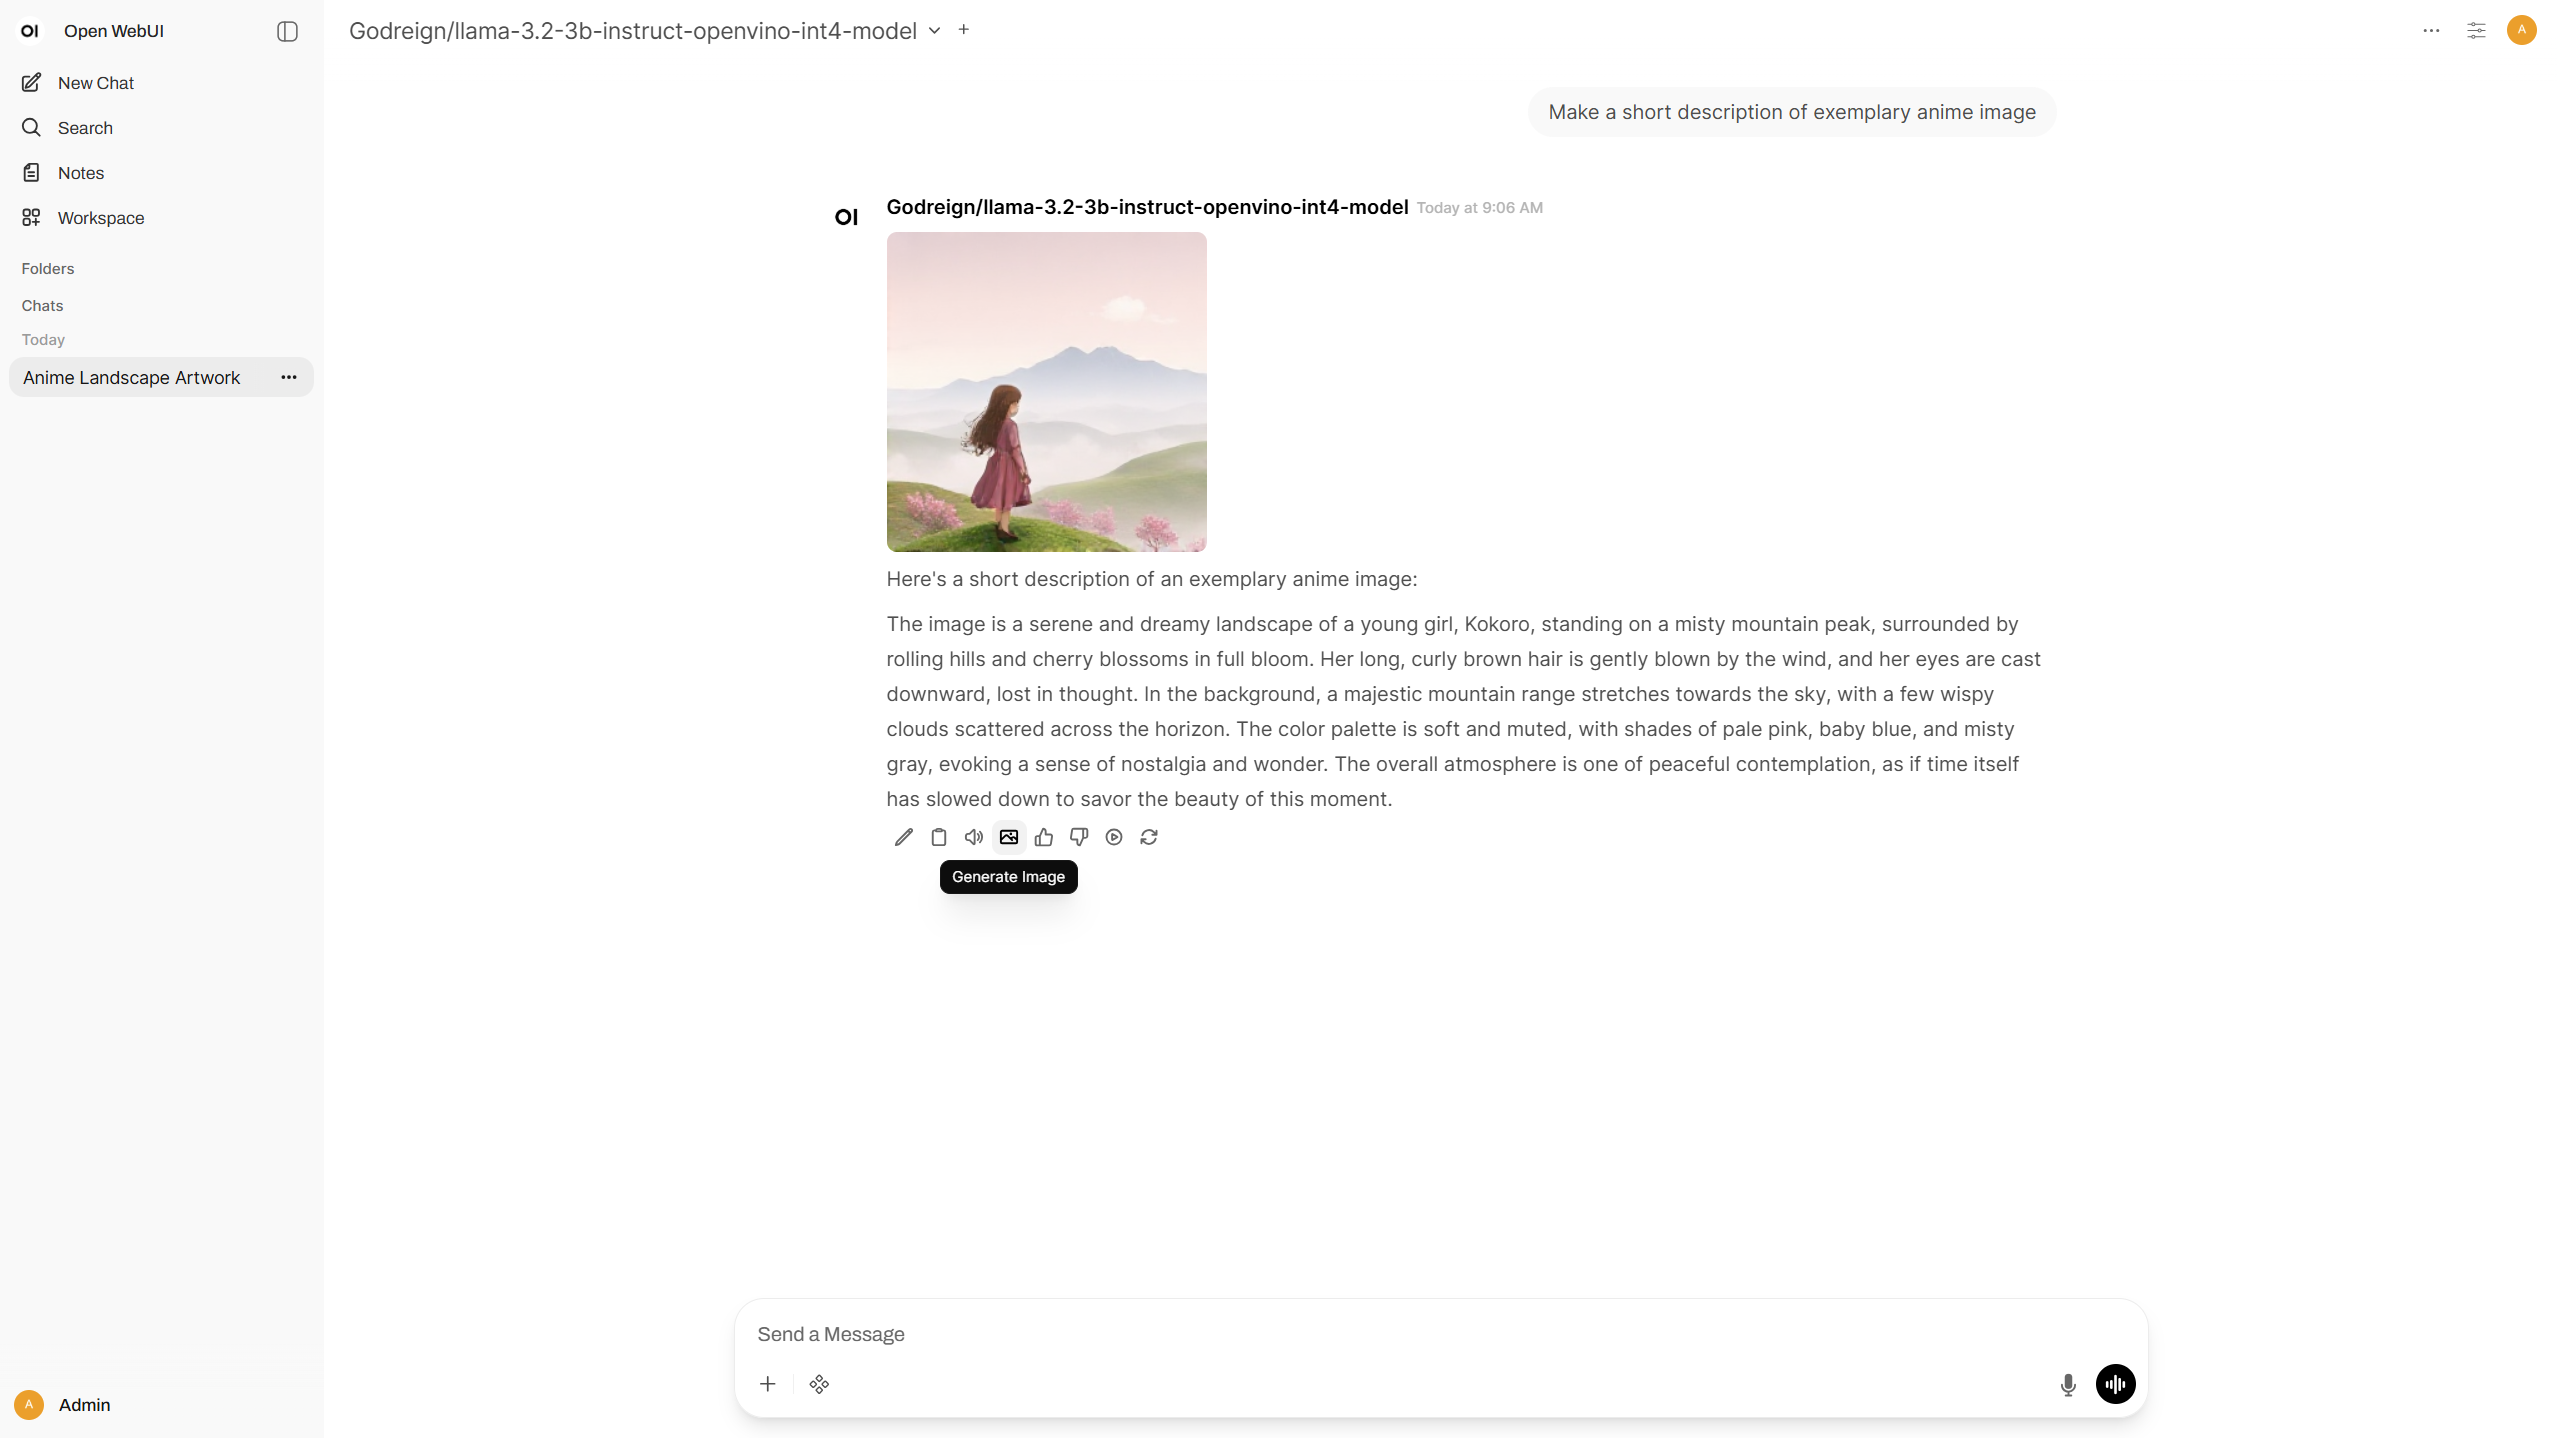 OI Open WebUI
New Chat
Search
Notes
Workspace
Folders
Chats
Today
Anime Landscape Artwork
Admin
A
Godreign/llama-3.2-3b-instruct-openvino-int4-model
A
Make a short description of exemplary anime image
OI Godreign/llama-3.2-3b-instruct-openvino-int4-model Today at 9:06 AM
Here's a short description of an exemplary anime image:
The image is a serene and dreamy landscape of a young girl, Kokoro, standing on a misty mountain peak, surrounded by
rolling hills and cherry blossoms in full bloom. Her long, curly brown hair is gently blown by the wind, and her eyes are cast
downward, lost in thought. In the background, a majestic mountain range stretches towards the sky, with a few wispy
clouds scattered across the horizon. The color palette is soft and muted, with shades of pale pink, baby blue, and misty
gray, evoking a sense of nostalgia and wonder. The overall atmosphere is one of peaceful contemplation, as if time itself
has slowed down to savor the beauty of this moment.
Generate Image
Send a Message